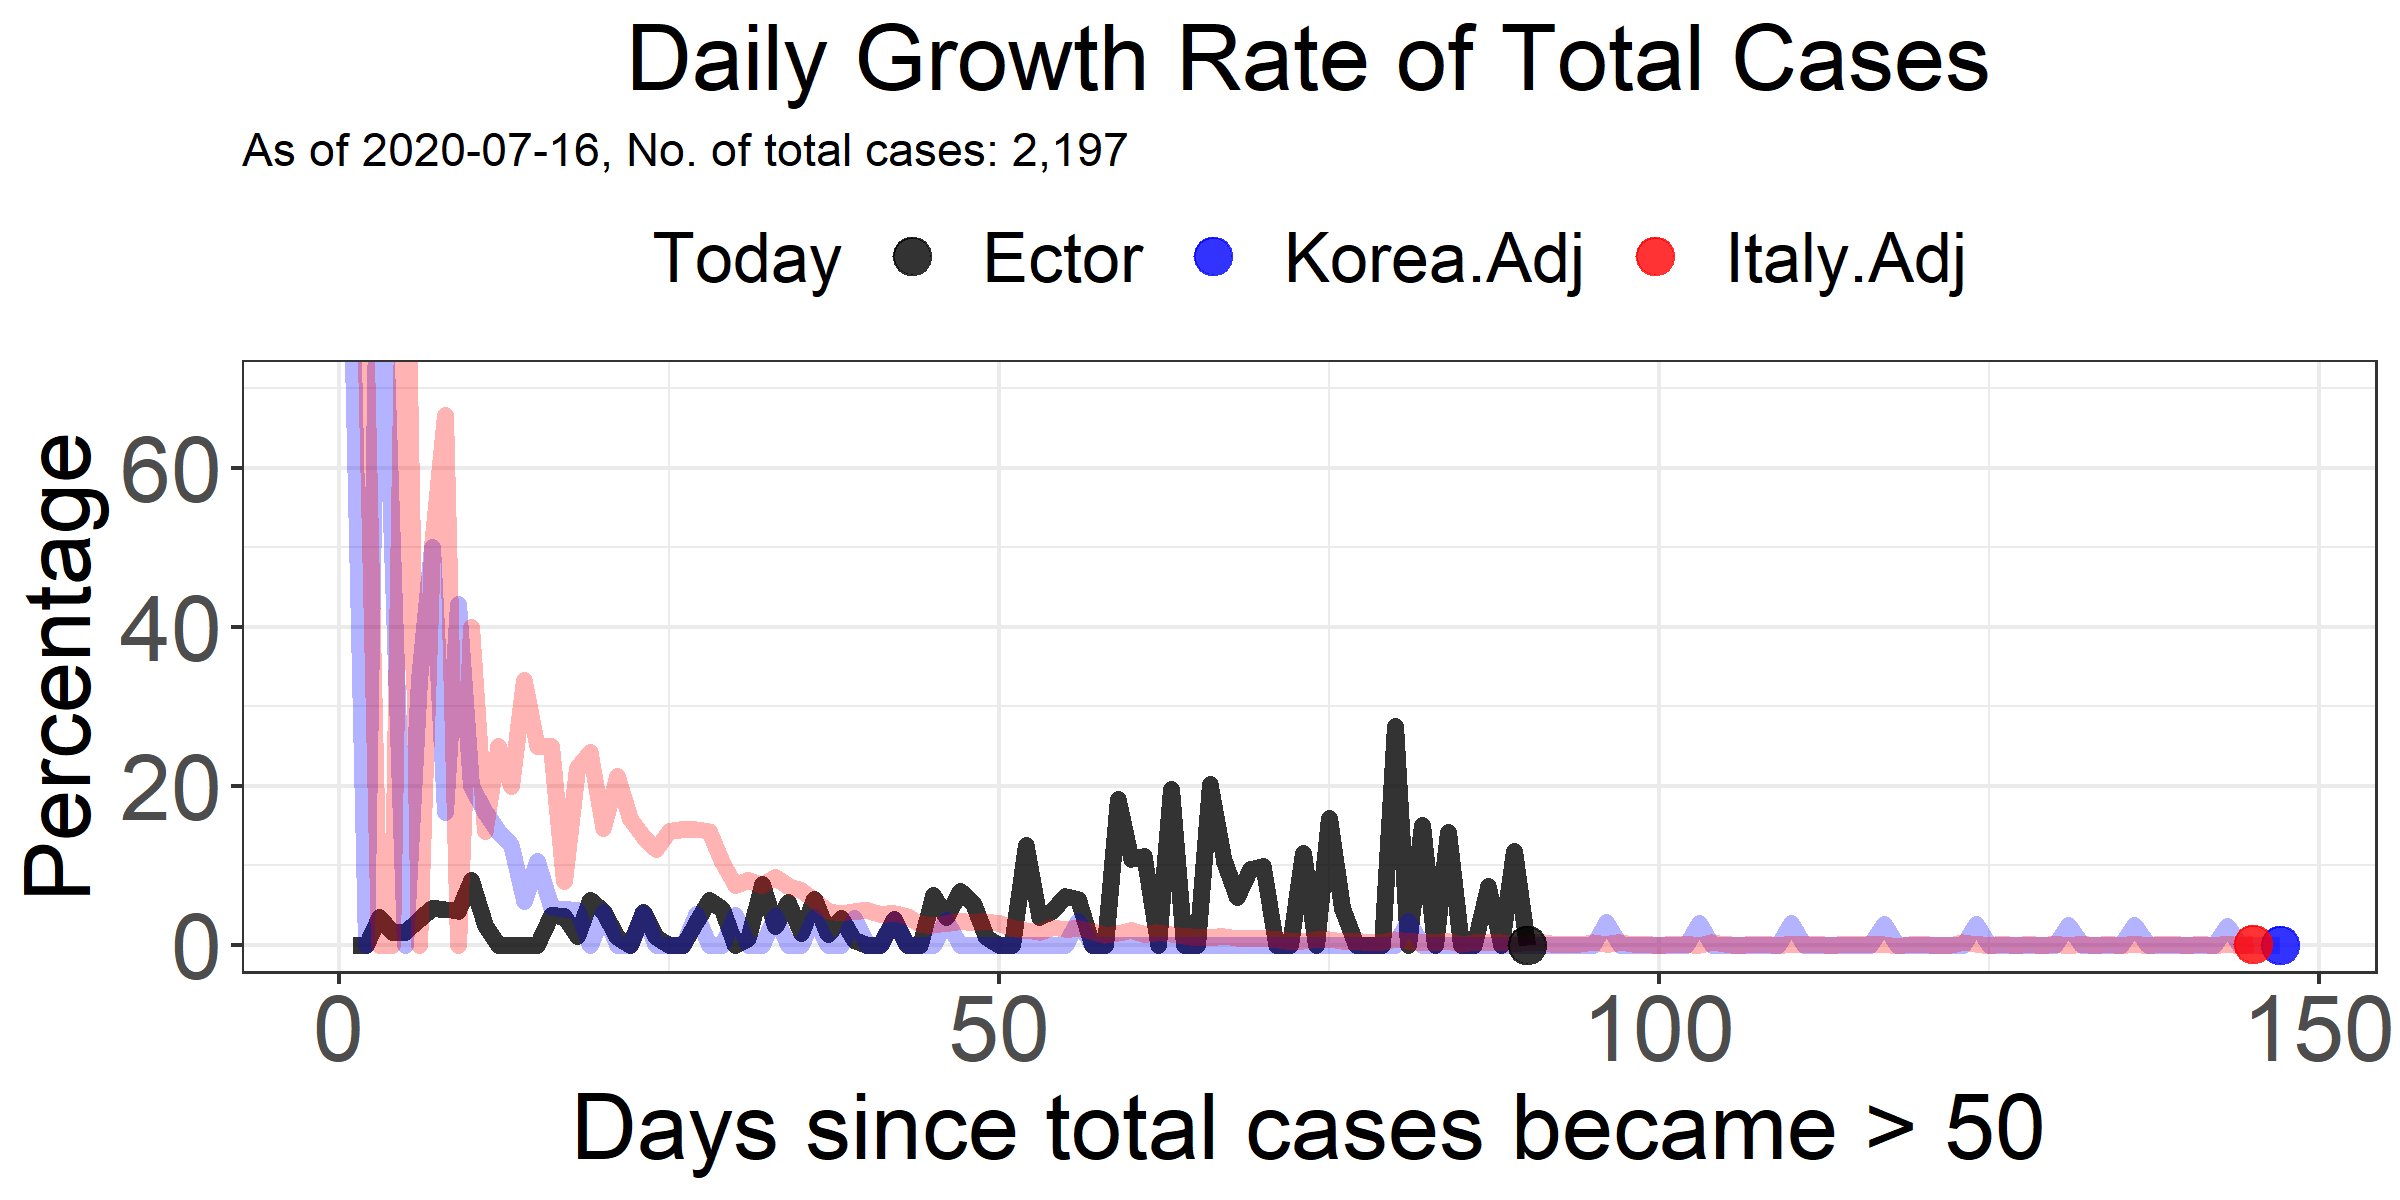 Daily Growth Rate of Total Cases
As of 2020-07-16, No. of total cases: 2,197
Today Ector Korea.Adj Italy.Adj
Percentage
60
40
20
0
0 50 100 150
Days since total cases became > 50